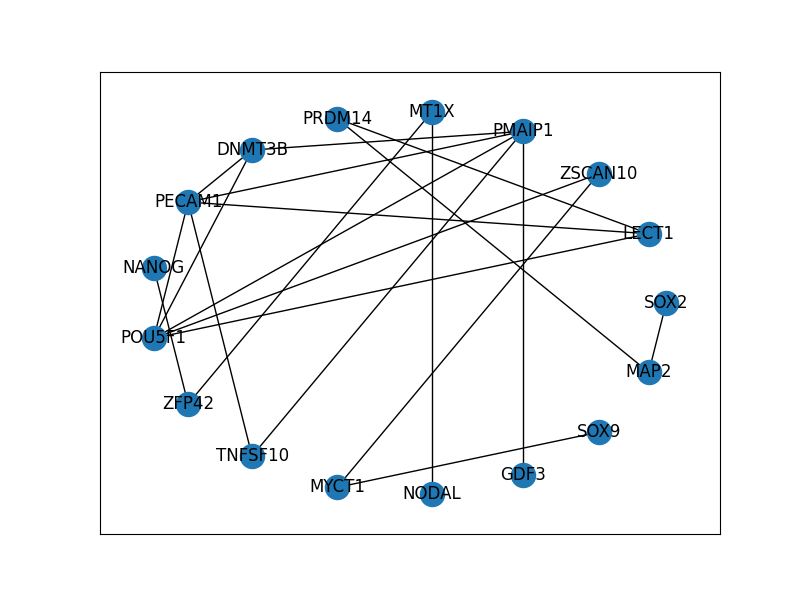 MT1X
PRDM14
PMAIP1
DNMT3B
ZSCAN10
PECAM1
LECT1
NANOG
SOX2
POU5F1
MAP2
ZFP42
SOX9
TNFSF10
GDF3
MYCT1
NODAL